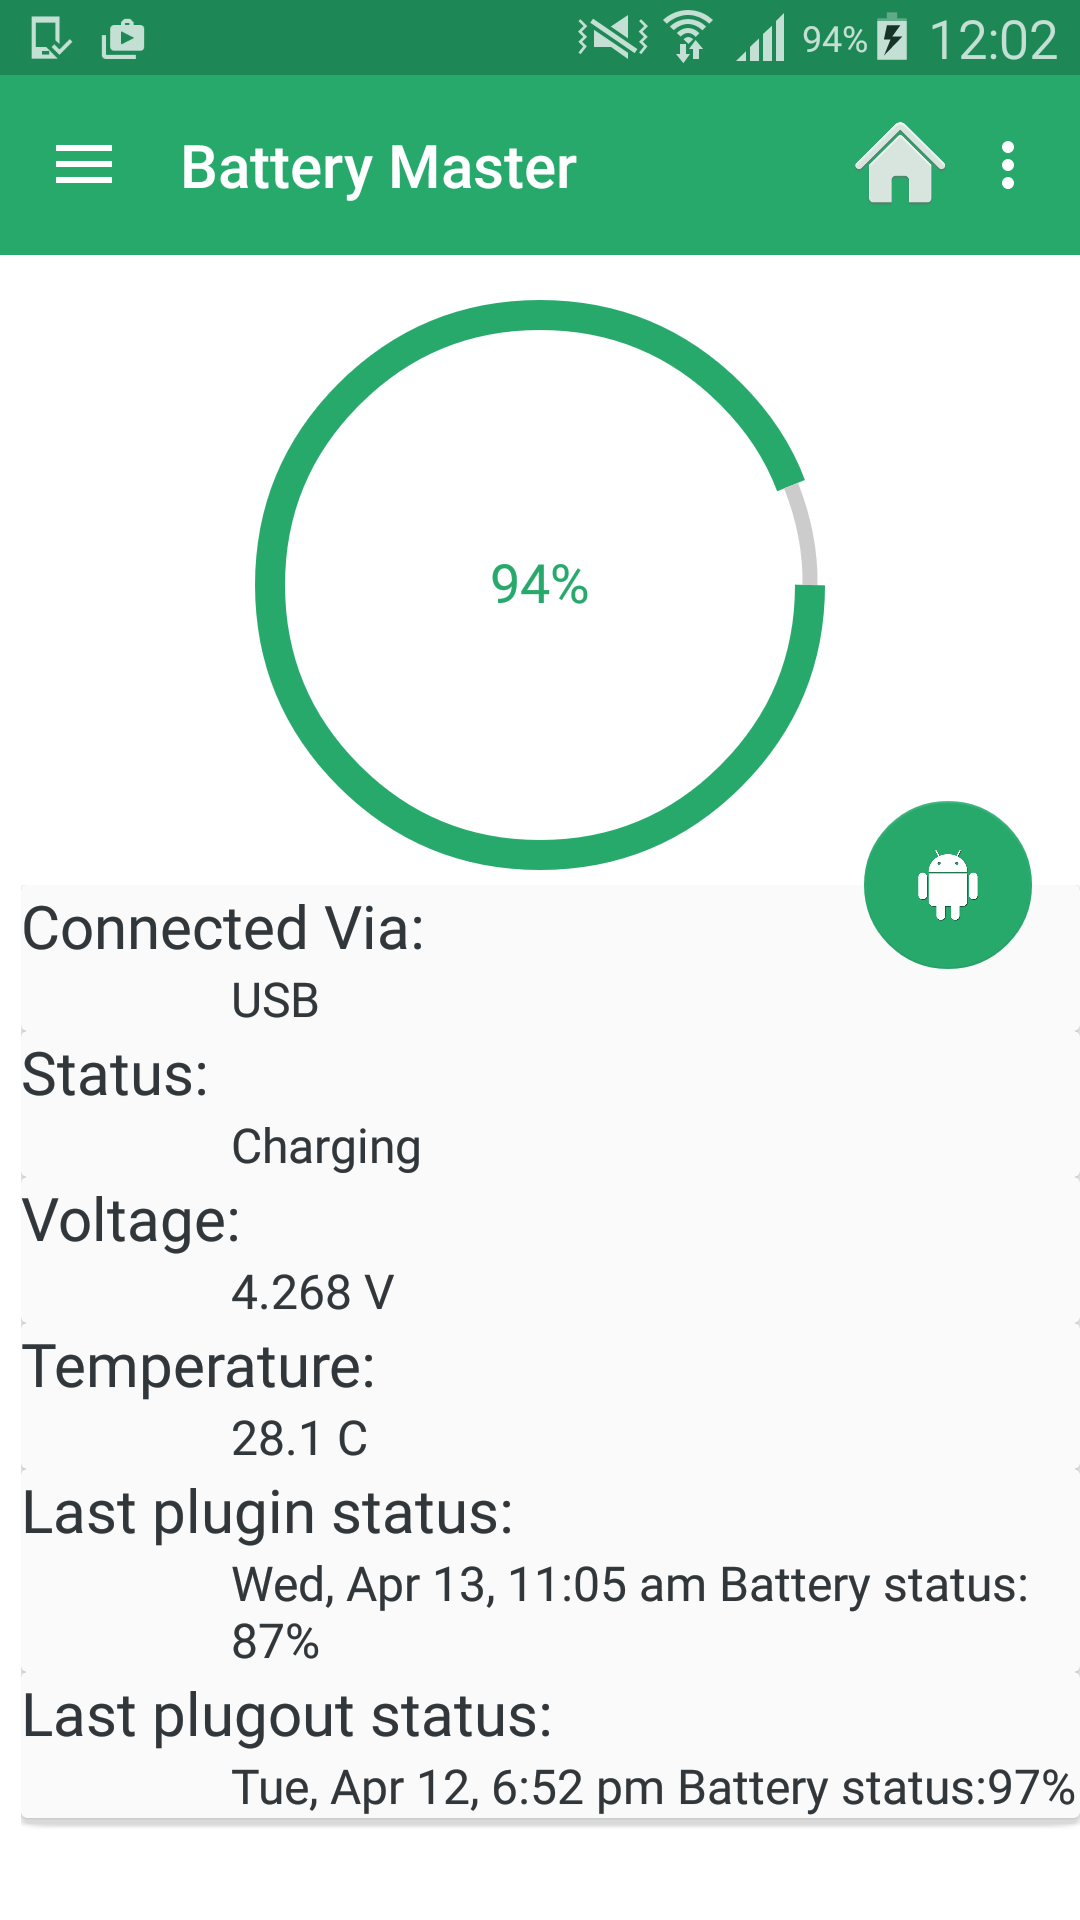 94% 12:02
Battery Master
94%
Connected Via:
USB
Status:
Charging
Voltage:
4.268 V
Temperature:
28.1 C
Last plugin status:
Wed, Apr 13, 11:05 am Battery status:
87%
Last plugout status:
Tue, Apr 12, 6:52 pm Battery status:97%